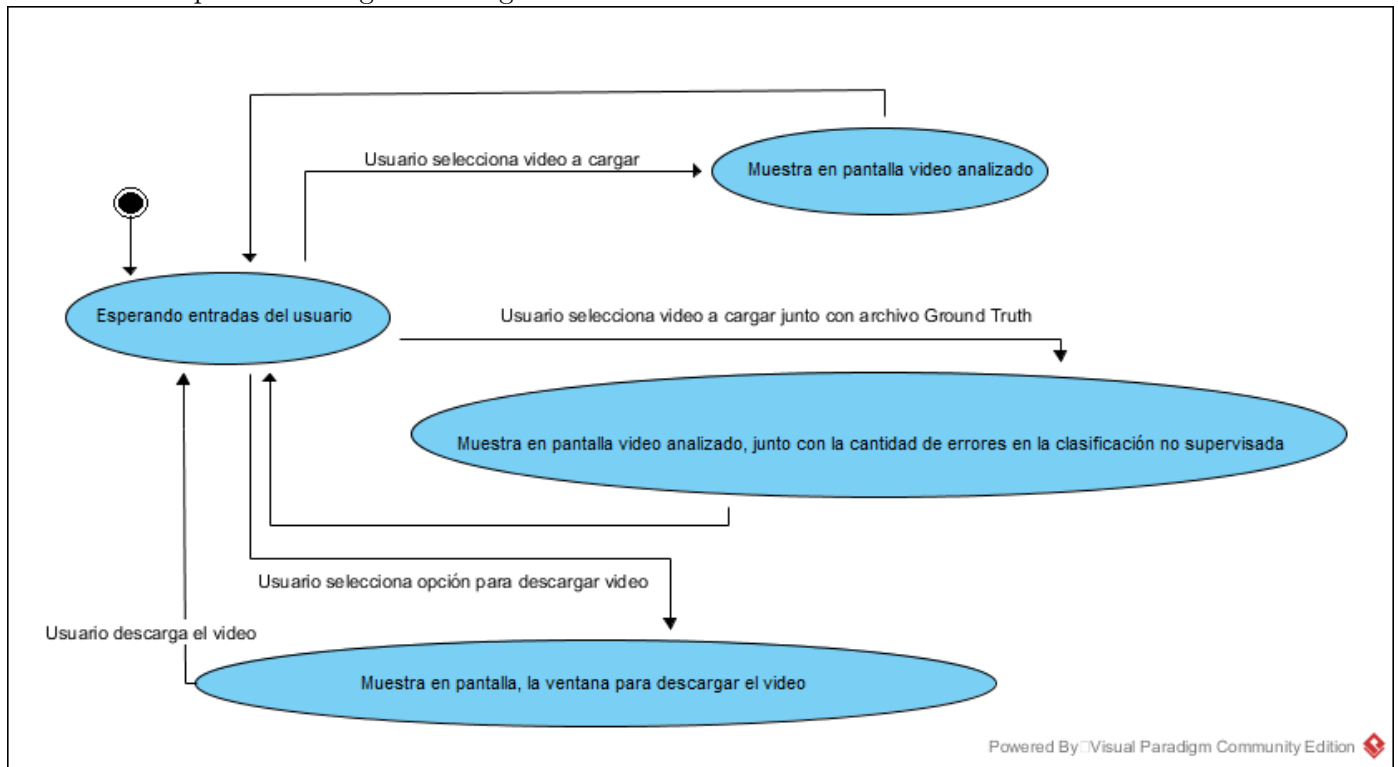 Usuario selecciona video a cargar
Muestra en pantalla video analizado
Esperando entradas del usuario
Usuario selecciona video a cargar junto con archivo Ground Truth
Muestra en pantalla video analizado, junto con la cantidad de errores en la clasificación no supervisada
Usuario selecciona opción para descargar video
Usuario descarga el video
Muestra en pantalla, la ventana para descargar el video
Powered By Visual Paradigm Community Edition